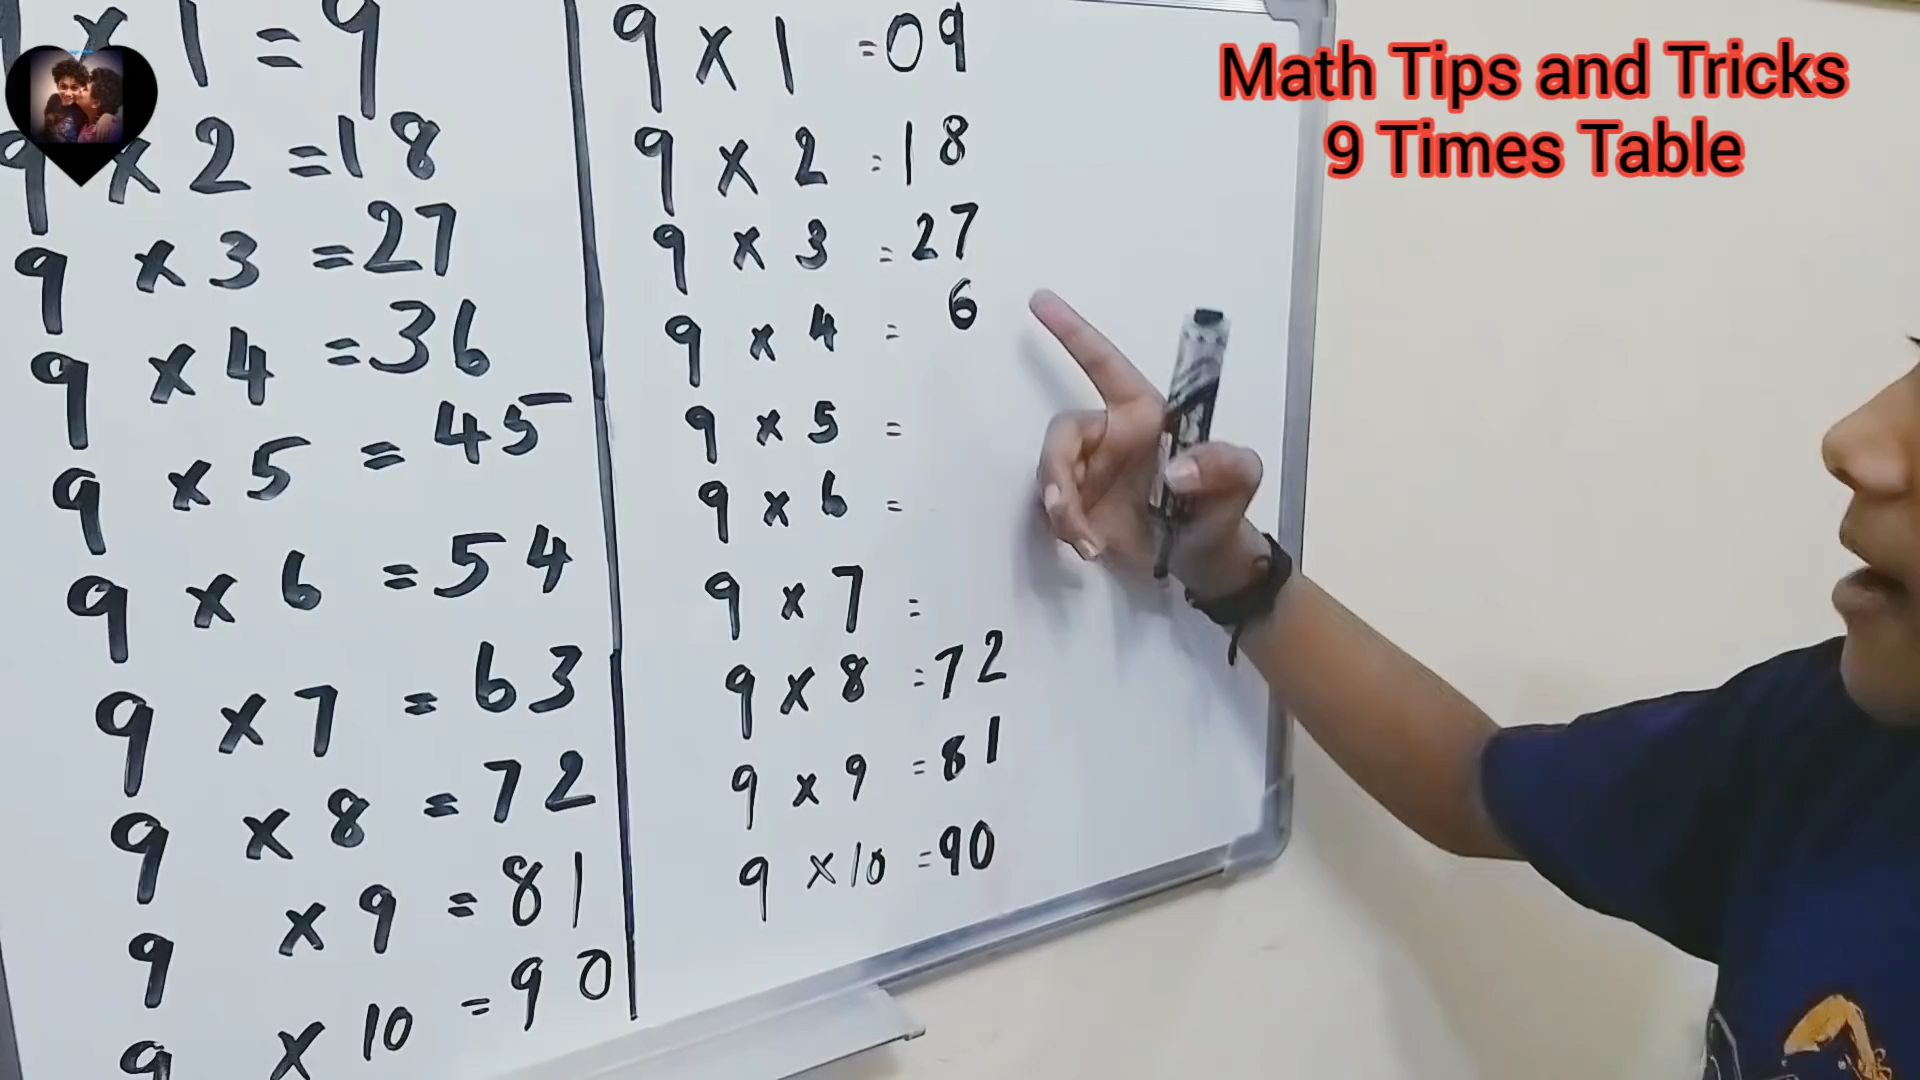 Math Tips and Tricks
9 Times Table
x 1 = 9
9 x 2 = 18
9 x 3 = 27
9 x 4 = 36
9 x 5 = 45
9 x 6 = 54
9 x 7 = 63
9 x 8 = 72
9 x 9 = 81
9 x 10 = 90
9 x 1 = 09
9 x 2 = 18
9 x 3 = 27
9 x 4 = 6
9 x 5 =
9 x 6 =
9 x 7 =
9 x 8 = 72
9 x 9 = 81
9 x 10 = 90